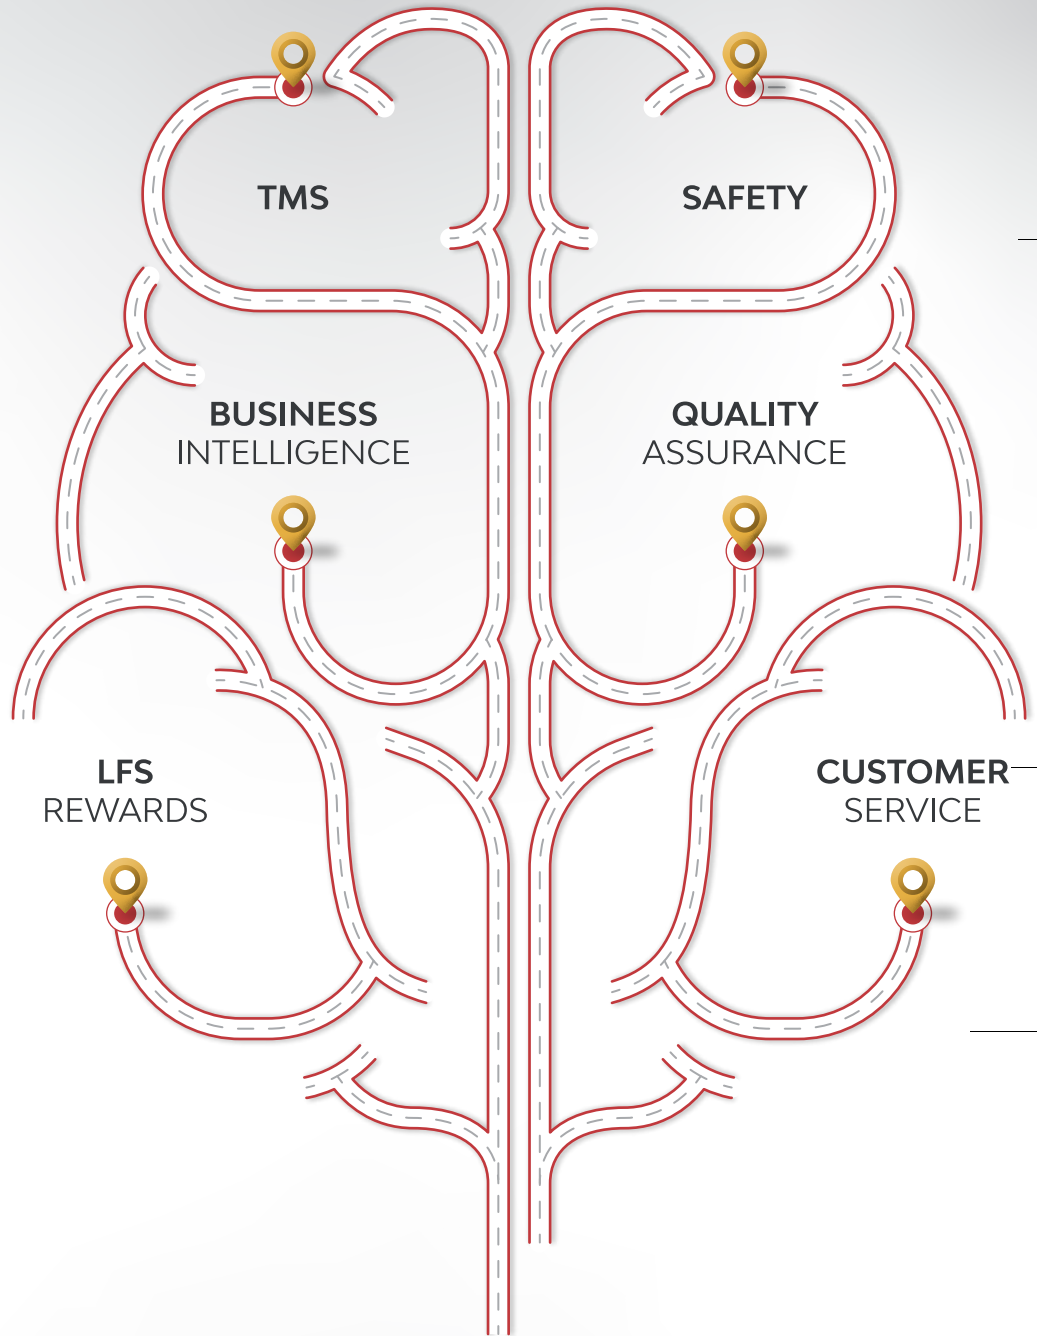 TMS
SAFETY
BUSINESS
INTELLIGENCE
QUALITY
ASSURANCE
LFS
REWARDS
CUSTOMER
SERVICE